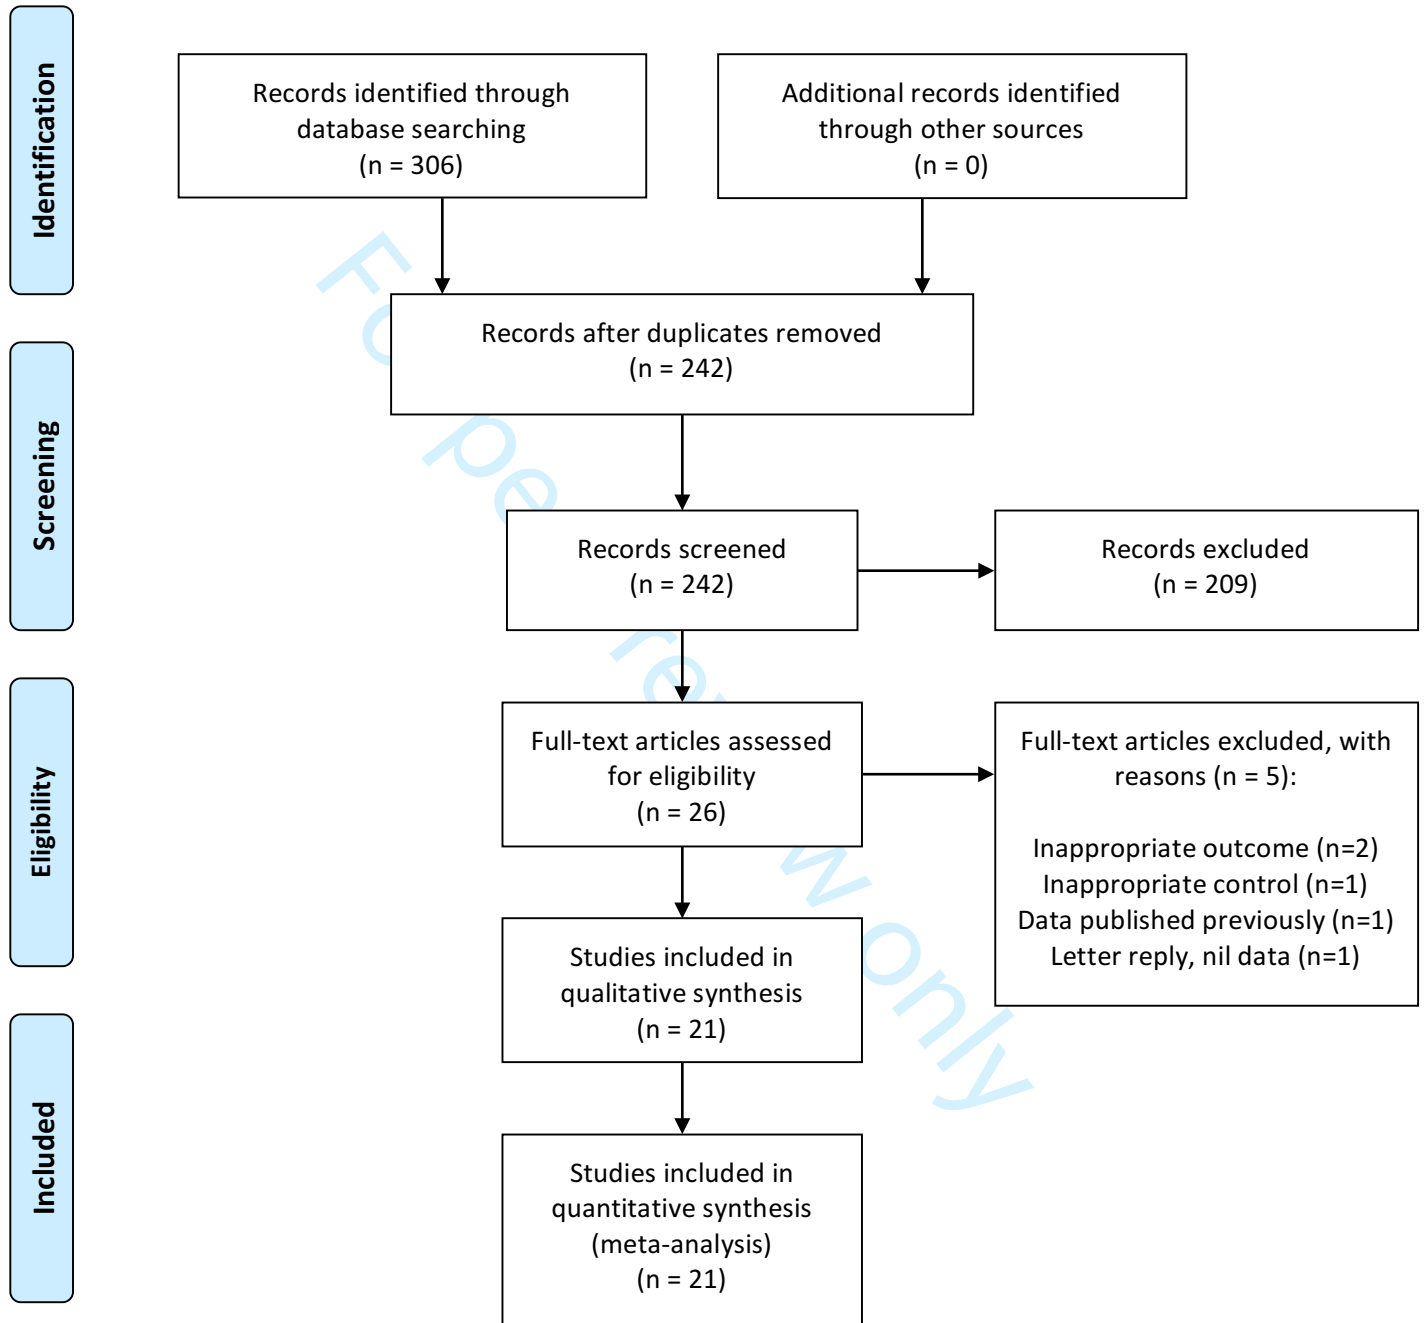 Identification
Records identified through
database searching
(n = 306)
Additional records identified
through other sources
(n = 0)
Records after duplicates removed
(n = 242)
Screening
Records screened
(n = 242)
Records excluded
(n = 209)
Eligibility
Full-text articles assessed
for eligibility
(n = 26)
Full-text articles excluded, with
reasons (n = 5):
Inappropriate outcome (n=2)
Inappropriate control (n=1)
Data published previously (n=1)
Letter reply, nil data (n=1)
Studies included in
qualitative synthesis
(n = 21)
Included
Studies included in
quantitative synthesis
(meta-analysis)
(n = 21)
only